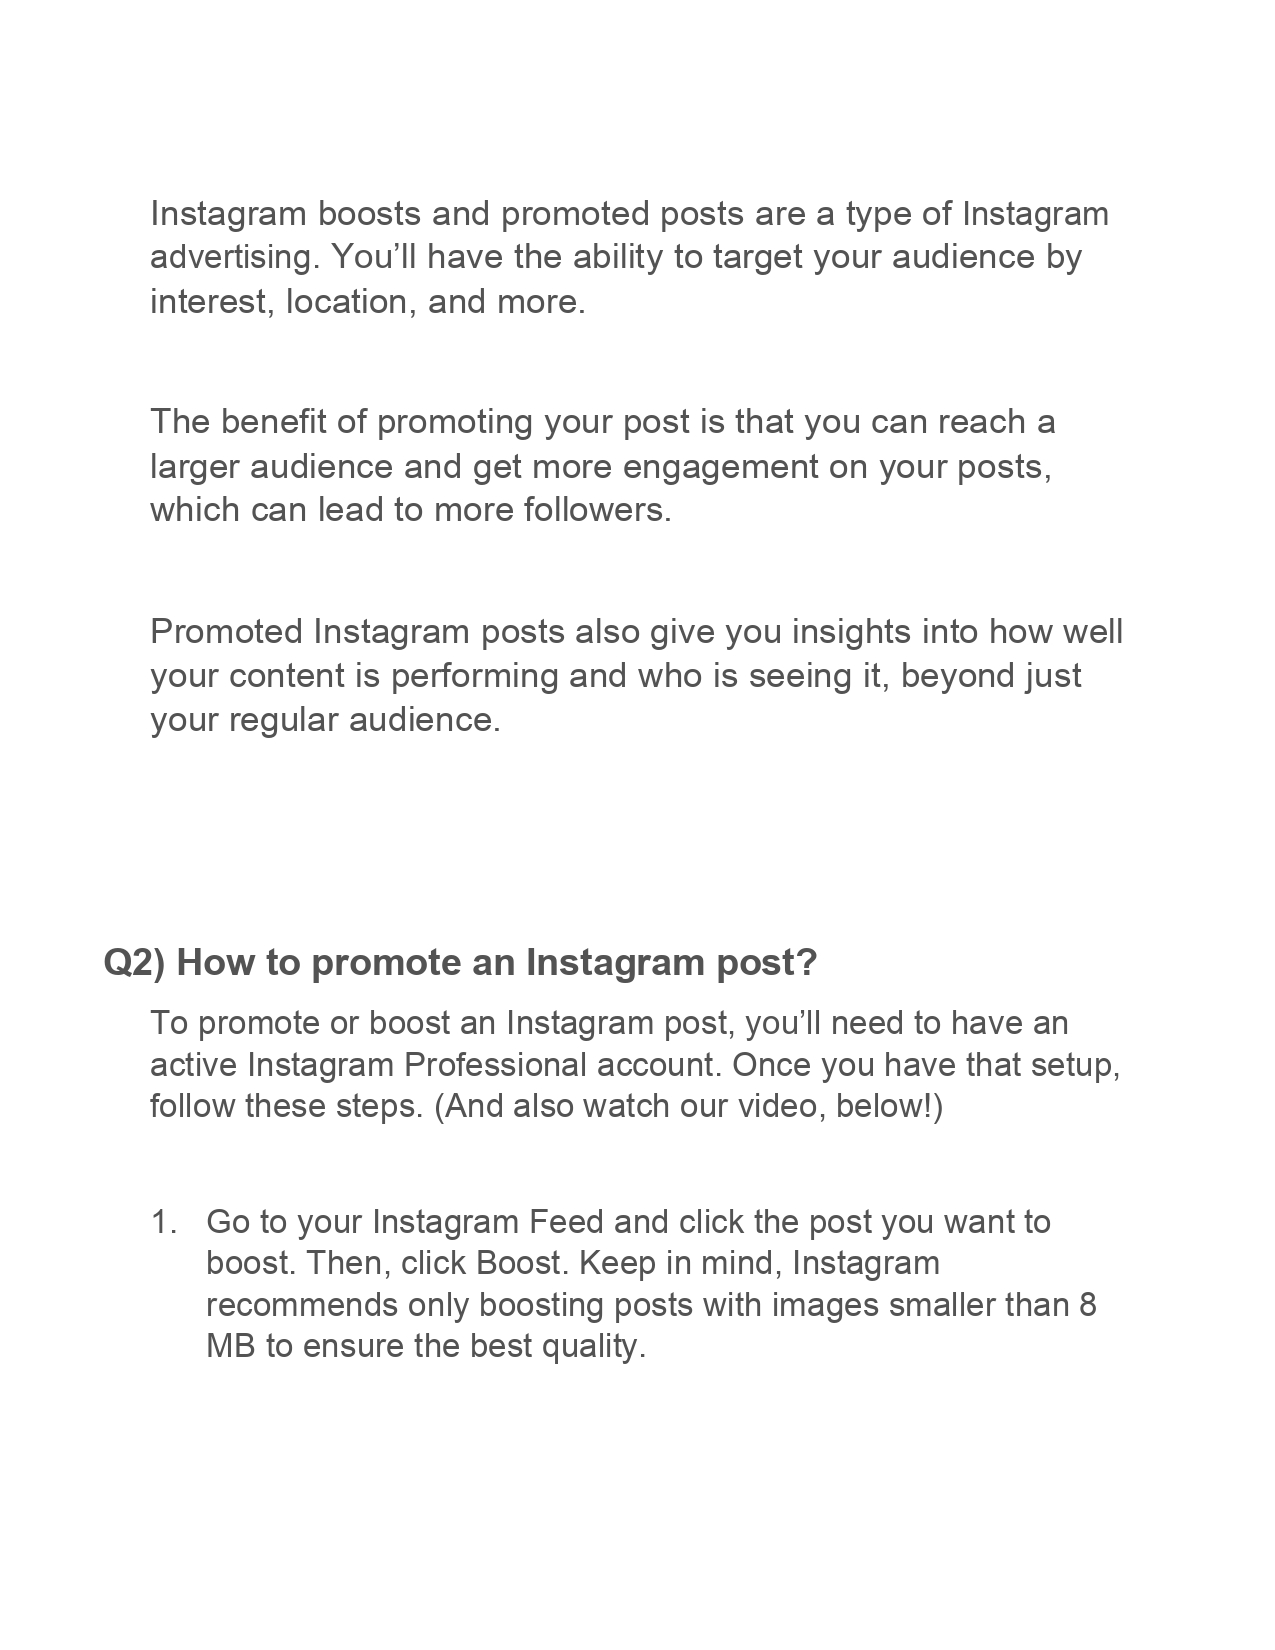 Instagram boosts and promoted posts are a type of Instagram
advertising. You’ll have the ability to target your audience by
interest, location, and more.
The benefit of promoting your post is that you can reach a
larger audience and get more engagement on your posts,
which can lead to more followers.
Promoted Instagram posts also give you insights into how well
your content is performing and who is seeing it, beyond just
your regular audience.
Q2) How to promote an Instagram post?
To promote or boost an Instagram post, you’ll need to have an
active Instagram Professional account. Once you have that setup,
follow these steps. (And also watch our video, below!)
1. Go to your Instagram Feed and click the post you want to
boost. Then, click Boost. Keep in mind, Instagram
recommends only boosting posts with images smaller than 8
MB to ensure the best quality.